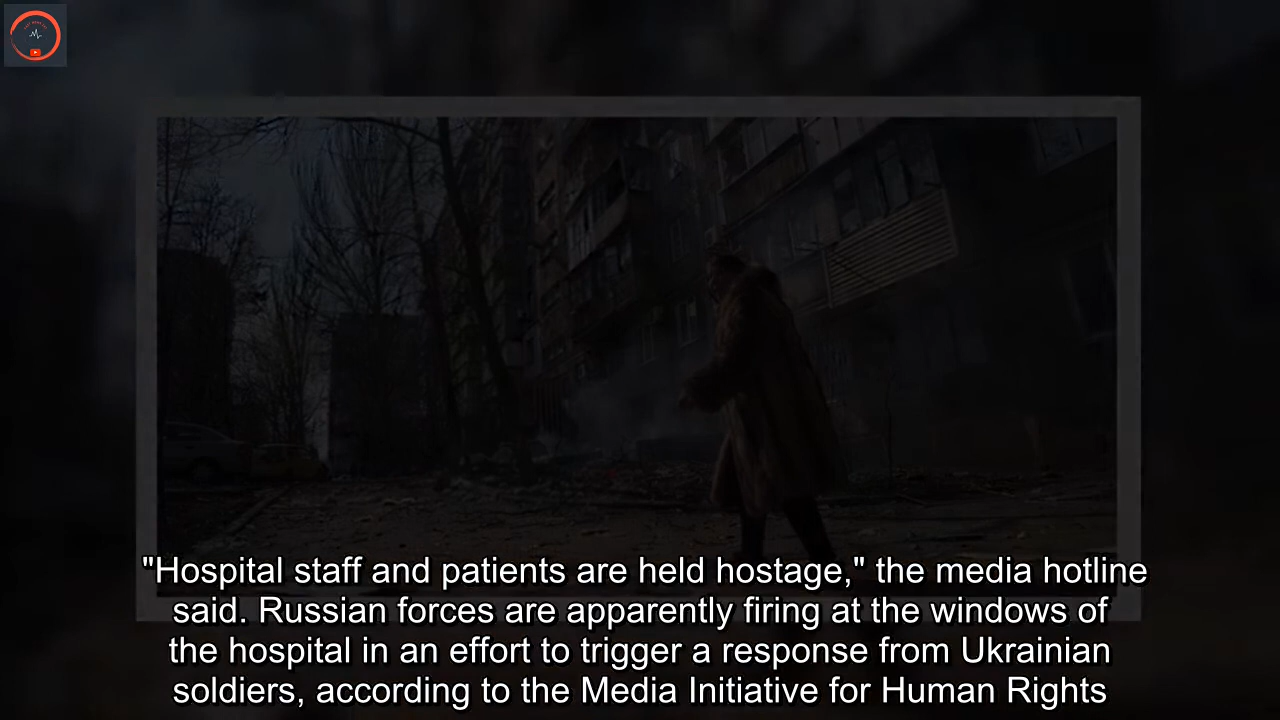 "Hospital staff and patients are held hostage," the media hotline
said. Russian forces are apparently firing at the windows of
the hospital in an effort to trigger a response from Ukrainian
soldiers, according to the Media Initiative for Human Rights